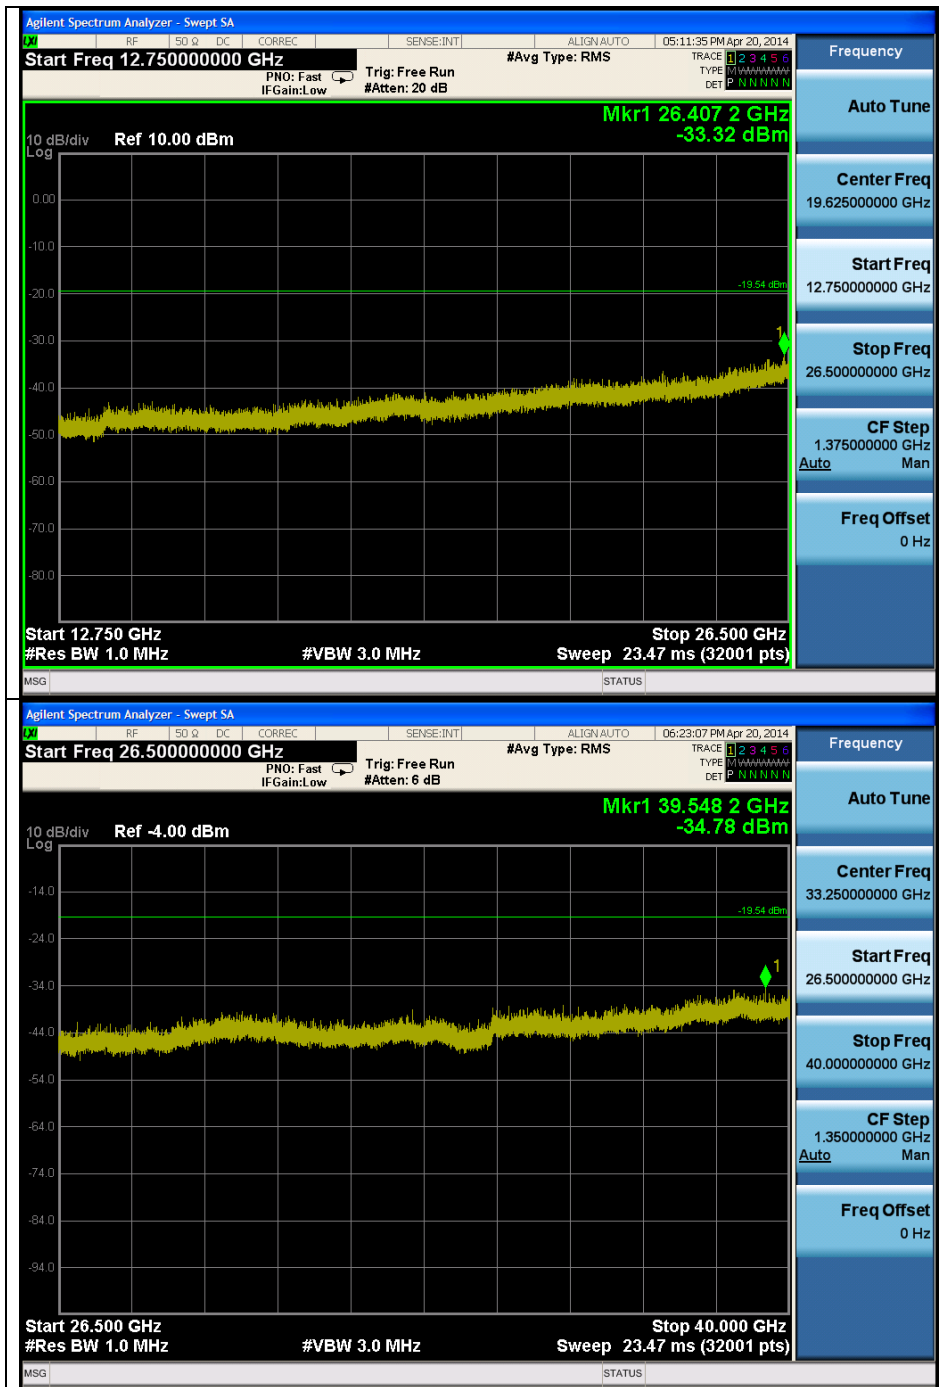 Agilent Spectrum Analyzer - Swept SA
LXI RF 50 Ω DC CORREC SENSE:INT ALIGN AUTO 05:11:35 PM Apr 20, 2014
Start Freq 12.750000000 GHz
PNO: Fast
IFGain:Low
Trig: Free Run
#Atten: 20 dB
#Avg Type: RMS
TRACE 1 2 3 4 5 6
TYPE M WWWWW
DET P N N N N N
Mkr1 26.407 2 GHz
-33.32 dBm
10 dB/div Ref 10.00 dBm
Log
0.00
-10.0
-19.54 dBm
-20.0
1
-30.0
-40.0
-50.0
-60.0
-70.0
-80.0
Start 12.750 GHz Stop 26.500 GHz
#Res BW 1.0 MHz #VBW 3.0 MHz Sweep 23.47 ms (32001 pts)
MSG STATUS
Frequency
Auto Tune
Center Freq
19.625000000 GHz
Start Freq
12.750000000 GHz
Stop Freq
26.500000000 GHz
CF Step
1.375000000 GHz
Auto Man
Freq Offset
0 Hz
Agilent Spectrum Analyzer - Swept SA
LXI RF 50 Ω DC CORREC SENSE:INT ALIGN AUTO 06:23:07 PM Apr 20, 2014
Start Freq 26.500000000 GHz
PNO: Fast
IFGain:Low
Trig: Free Run
#Atten: 6 dB
#Avg Type: RMS
TRACE 1 2 3 4 5 6
TYPE M WWWWW
DET P N N N N N
Mkr1 39.548 2 GHz
-34.78 dBm
10 dB/div Ref -4.00 dBm
Log
-14.0
-19.54 dBm
-24.0
1
-34.0
-44.0
-54.0
-64.0
-74.0
-84.0
-94.0
Start 26.500 GHz Stop 40.000 GHz
#Res BW 1.0 MHz #VBW 3.0 MHz Sweep 23.47 ms (32001 pts)
MSG STATUS
Frequency
Auto Tune
Center Freq
33.250000000 GHz
Start Freq
26.500000000 GHz
Stop Freq
40.000000000 GHz
CF Step
1.350000000 GHz
Auto Man
Freq Offset
0 Hz